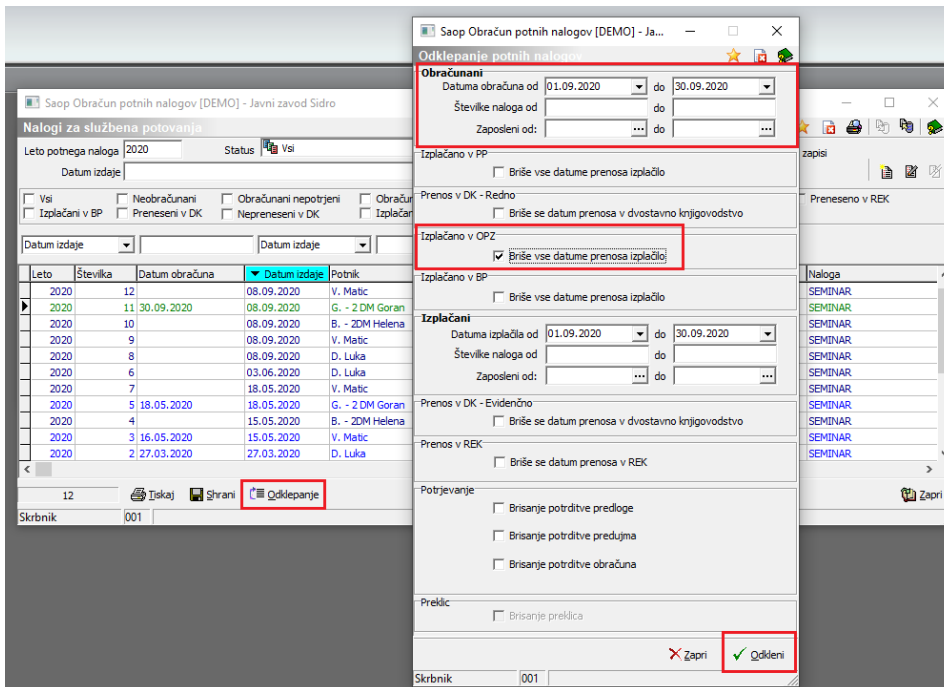 Saop Obračun potnih nalogov [DEMO] - Javni zavod Sidro
Nalogi za službena potovanja
Leto potnega naloga 2020 Status Vsi
Datum izdaje
zapisi
Vsi Neobračunani Obračunani nepotrjeni Preneseno v REK
Izplačani v BP Preneseni v DK Nepreneseni v DK
Datum izdaje Datum izdaje
Leto Številka Datum obračuna Datum izdaje Potnik Naloga
2020 12 08.09.2020 V. Matic SEMINAR
2020 11 30.09.2020 08.09.2020 G. - 2 DM Goran SEMINAR
2020 10 08.09.2020 B. - 2DM Helena SEMINAR
2020 9 08.09.2020 V. Matic SEMINAR
2020 8 08.09.2020 D. Luka SEMINAR
2020 6 03.06.2020 D. Luka SEMINAR
2020 7 18.05.2020 V. Matic SEMINAR
2020 5 18.05.2020 18.05.2020 G. - 2 DM Goran SEMINAR
2020 4 15.05.2020 B. - 2DM Helena SEMINAR
2020 3 16.05.2020 15.05.2020 V. Matic SEMINAR
2020 2 27.03.2020 27.03.2020 D. Luka SEMINAR
12 Tiskaj Shrani Odklepanje Zapri
Skrbnik 001
Saop Obračun potnih nalogov [DEMO] - Ja...
Odklepanje potnih nalogov
Obračunani
Datuma obračuna od 01.09.2020 do 30.09.2020
Številke naloga od do
Zaposleni od: ... do ...
Izplačano v PP
Briše vse datume prenosa izplačilo
Prenos v DK - Redno
Briše se datum prenosa v dvostavno knjigovodstvo
Izplačano v OPZ
Briše vse datume prenosa izplačilo
Izplačano v BP
Briše vse datume prenosa izplačilo
Izplačani
Datuma izplačila od 01.09.2020 do 30.09.2020
Številke naloga od do
Zaposleni od: ... do ...
Prenos v DK - Evidenčno
Briše se datum prenosa v dvostavno knjigovodstvo
Prenos v REK
Briše se datum prenosa v REK
Potrjevanje
Brisanje potrditve predloge
Brisanje potrditve predujma
Brisanje potrditve obračuna
Preklic
Brisanje preklica
Zapri Odkleni
Skrbnik 001